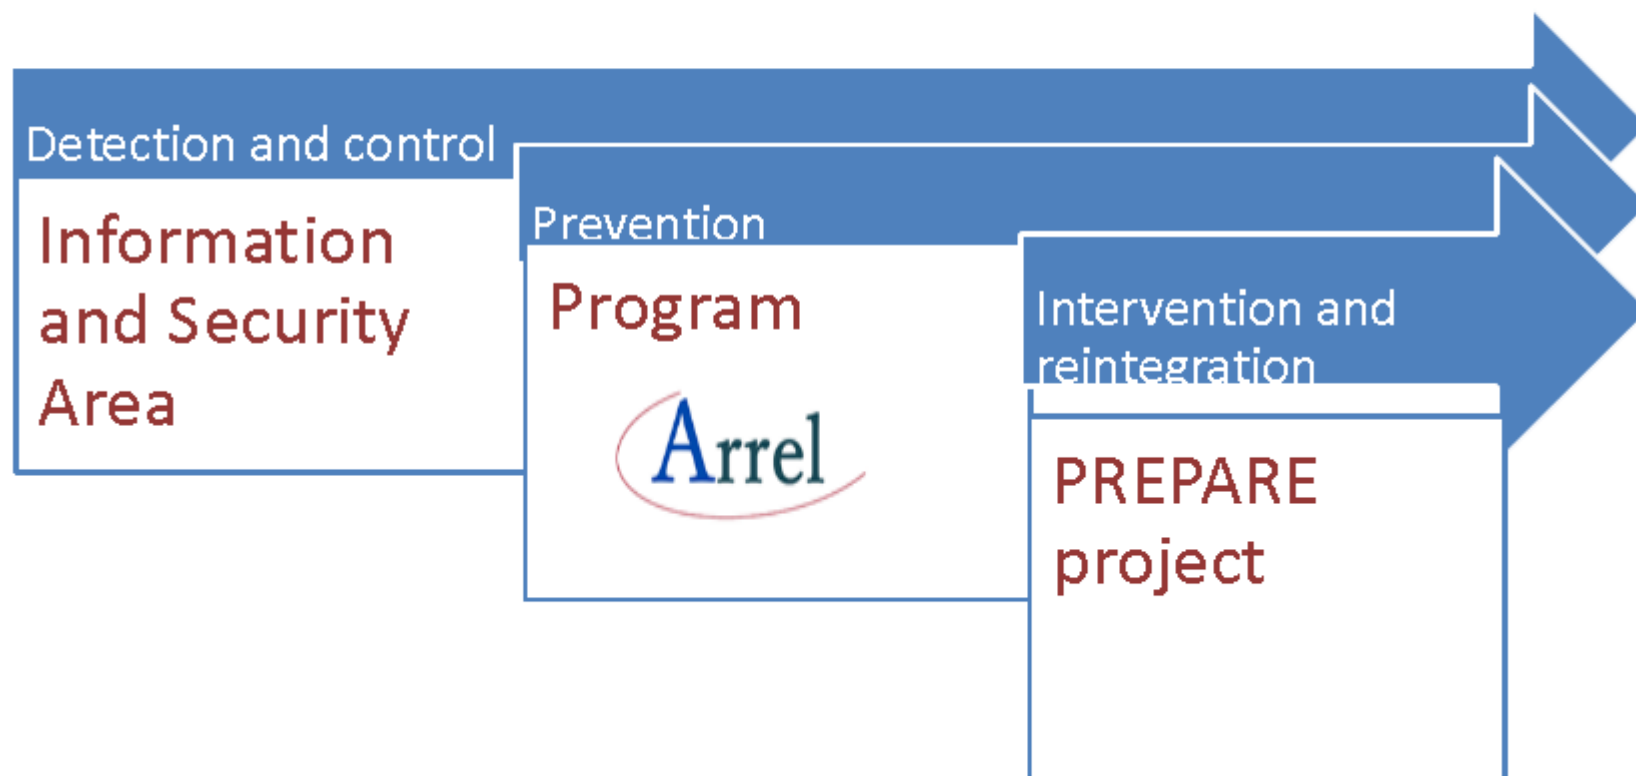 Detection and control
Information
and Security
Area
Prevention
Program
Arrel
Intervention and
reintegration
PREPARE
project